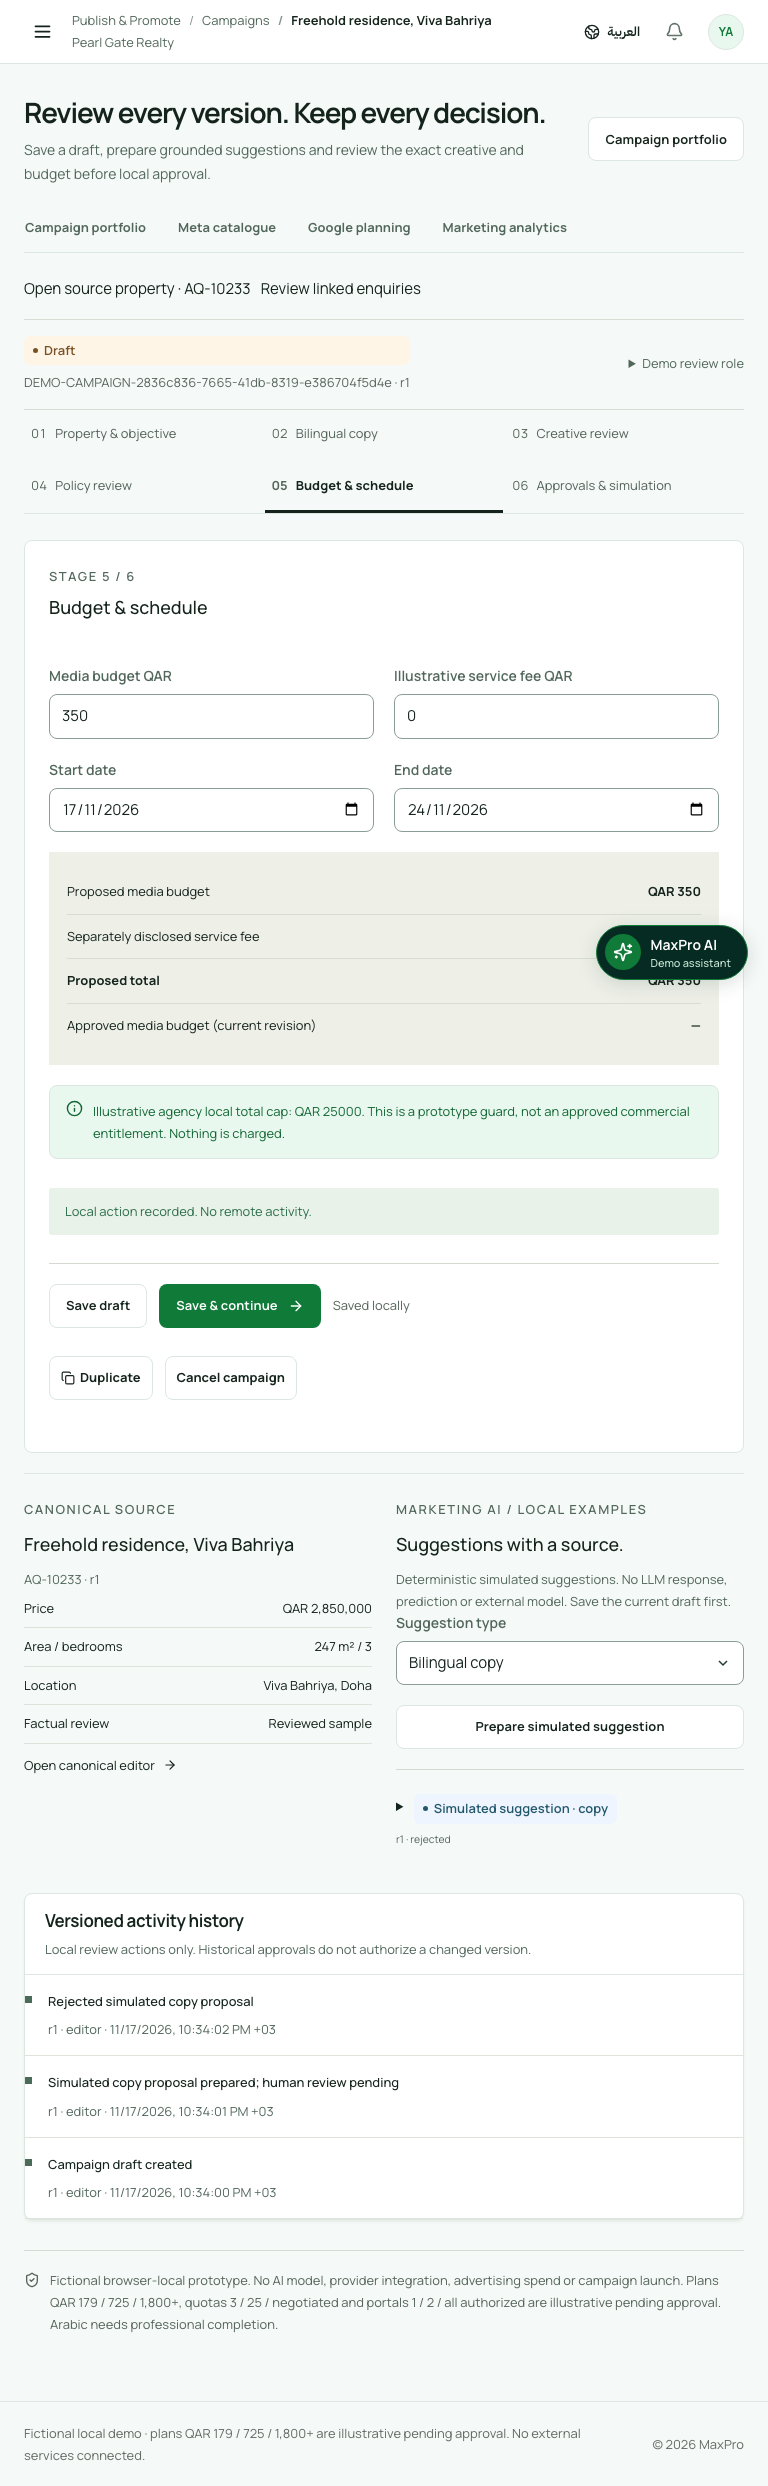 Publish & Promote / Campaigns / Freehold residence, Viva Bahriya
Pearl Gate Realty
العربية
YA
Review every version. Keep every decision.
Save a draft, prepare grounded suggestions and review the exact creative and
budget before local approval.
Campaign portfolio
Campaign portfolio Meta catalogue Google planning Marketing analytics
Open source property · AQ-10233 Review linked enquiries
Draft
DEMO-CAMPAIGN-2836c836-7665-41db-8319-e386704f5d4e · r1
Demo review role
01 Property & objective
02 Bilingual copy
03 Creative review
04 Policy review
05 Budget & schedule
06 Approvals & simulation
STAGE 5 / 6
Budget & schedule
Media budget QAR
350
Illustrative service fee QAR
0
Start date
17/11/2026
End date
24/11/2026
Proposed media budget QAR 350
Separately disclosed service fee
Proposed total QAR 350
Approved media budget (current revision) —
MaxPro AI
Demo assistant
Illustrative agency local total cap: QAR 25000. This is a prototype guard, not an approved commercial
entitlement. Nothing is charged.
Local action recorded. No remote activity.
Save draft
Save & continue
Saved locally
Duplicate
Cancel campaign
CANONICAL SOURCE
Freehold residence, Viva Bahriya
AQ-10233 · r1
Price QAR 2,850,000
Area / bedrooms 247 m² / 3
Location Viva Bahriya, Doha
Factual review Reviewed sample
Open canonical editor
MARKETING AI / LOCAL EXAMPLES
Suggestions with a source.
Deterministic simulated suggestions. No LLM response,
prediction or external model. Save the current draft first.
Suggestion type
Bilingual copy
Prepare simulated suggestion
Simulated suggestion · copy
r1 · rejected
Versioned activity history
Local review actions only. Historical approvals do not authorize a changed version.
Rejected simulated copy proposal
r1 · editor · 11/17/2026, 10:34:02 PM +03
Simulated copy proposal prepared; human review pending
r1 · editor · 11/17/2026, 10:34:01 PM +03
Campaign draft created
r1 · editor · 11/17/2026, 10:34:00 PM +03
Fictional browser-local prototype. No AI model, provider integration, advertising spend or campaign launch. Plans
QAR 179 / 725 / 1,800+, quotas 3 / 25 / negotiated and portals 1 / 2 / all authorized are illustrative pending approval.
Arabic needs professional completion.
Fictional local demo · plans QAR 179 / 725 / 1,800+ are illustrative pending approval. No external
services connected.
© 2026 MaxPro